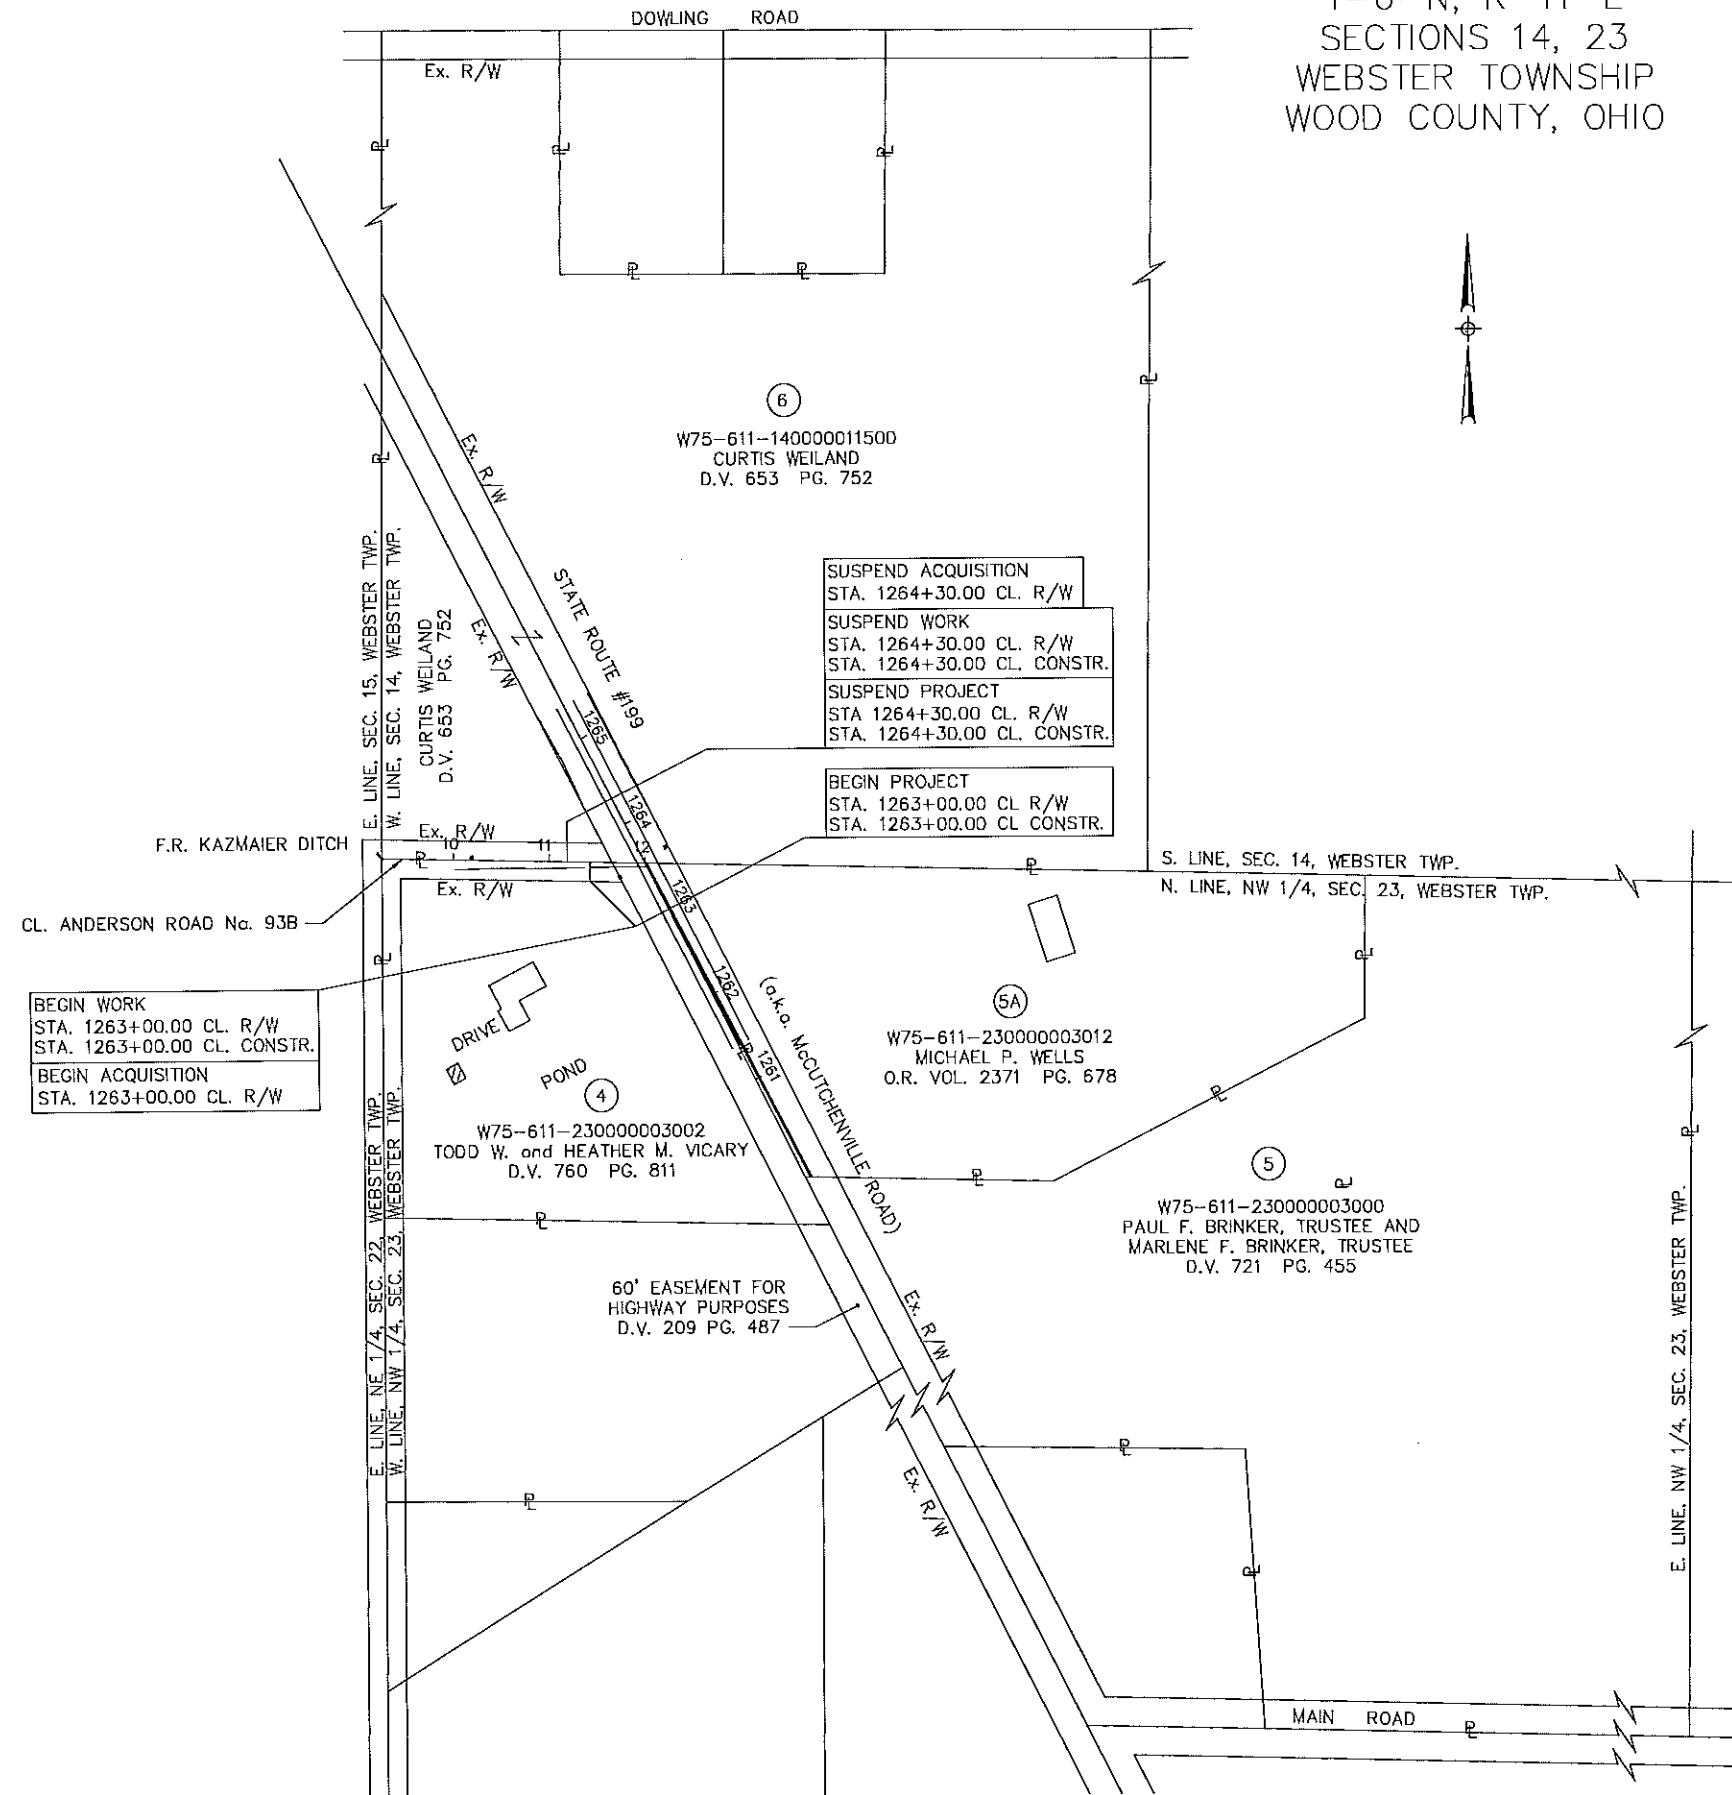 DOWLING ROAD
SECTIONS 14, 23
WEBSTER TOWNSHIP
WOOD COUNTY, OHIO
Ex. R/W
6
W75-611-140000011500
CURTIS WEILAND
D.V. 653 PG. 752
Ex. R/W
STATE ROUTE #199
Ex. R/W
E. LINE, SEC. 15, WEBSTER TWP.
W. LINE, SEC. 14, WEBSTER TWP.
CURTIS WEILAND
D.V. 653 PG. 752
SUSPEND ACQUISITION
STA. 1264+30.00 CL. R/W
SUSPEND WORK
STA. 1264+30.00 CL. R/W
STA. 1264+30.00 CL. CONSTR.
SUSPEND PROJECT
STA 1264+30.00 CL. R/W
STA. 1264+30.00 CL. CONSTR.
BEGIN PROJECT
STA. 1263+00.00 CL R/W
STA. 1263+00.00 CL CONSTR.
1265
1264
1263
1262
1261
F.R. KAZMAIER DITCH
Ex. R/W
10
11
12
Ex. R/W
CL. ANDERSON ROAD No. 93B
S. LINE, SEC. 14, WEBSTER TWP.
N. LINE, NW 1/4, SEC. 23, WEBSTER TWP.
BEGIN WORK
STA. 1263+00.00 CL. R/W
STA. 1263+00.00 CL. CONSTR.
BEGIN ACQUISITION
STA. 1263+00.00 CL. R/W
DRIVE
POND
4
W75-611-230000003002
TODD W. and HEATHER M. VICARY
D.V. 760 PG. 811
(a.k.a. McCUTCHENVILLE ROAD)
5A
W75-611-230000003012
MICHAEL P. WELLS
O.R. VOL. 2371 PG. 678
5
W75-611-230000003000
PAUL F. BRINKER, TRUSTEE AND
MARLENE F. BRINKER, TRUSTEE
D.V. 721 PG. 455
60' EASEMENT FOR
HIGHWAY PURPOSES
D.V. 209 PG. 487
Ex. R/W
Ex. R/W
E. LINE, NE 1/4, SEC. 22, WEBSTER TWP.
W. LINE, NW 1/4, SEC. 23, WEBSTER TWP.
E. LINE, NW 1/4, SEC. 23, WEBSTER TWP.
MAIN ROAD